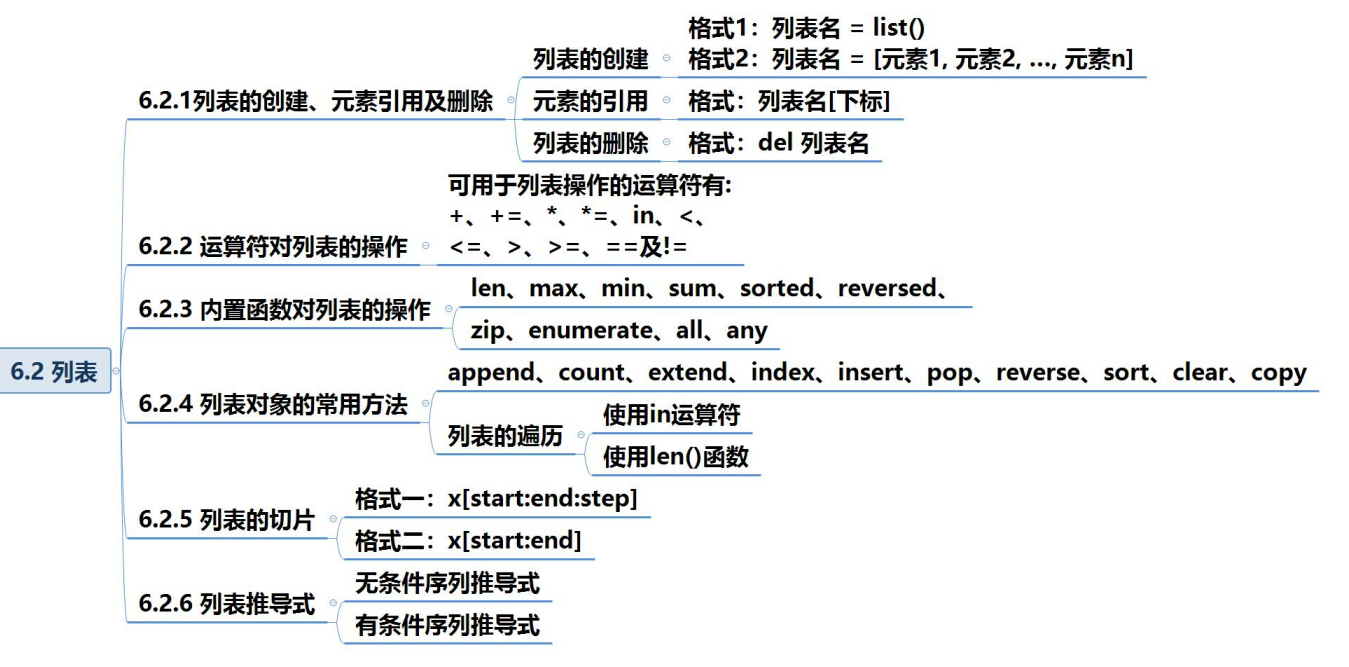 6.2 列表
6.2.1列表的创建、元素引用及删除
列表的创建
格式1：列表名 = list()
格式2：列表名 = [元素1, 元素2, ..., 元素n]
元素的引用
格式：列表名[下标]
列表的删除
格式：del 列表名
6.2.2 运算符对列表的操作
可用于列表操作的运算符有:
+、+=、*、*=、in、<、
<=、>、>=、==及!=
6.2.3 内置函数对列表的操作
len、max、min、sum、sorted、reversed、
zip、enumerate、all、any
6.2.4 列表对象的常用方法
append、count、extend、index、insert、pop、reverse、sort、clear、copy
列表的遍历
使用in运算符
使用len()函数
6.2.5 列表的切片
格式一：x[start:end:step]
格式二：x[start:end]
6.2.6 列表推导式
无条件序列推导式
有条件序列推导式